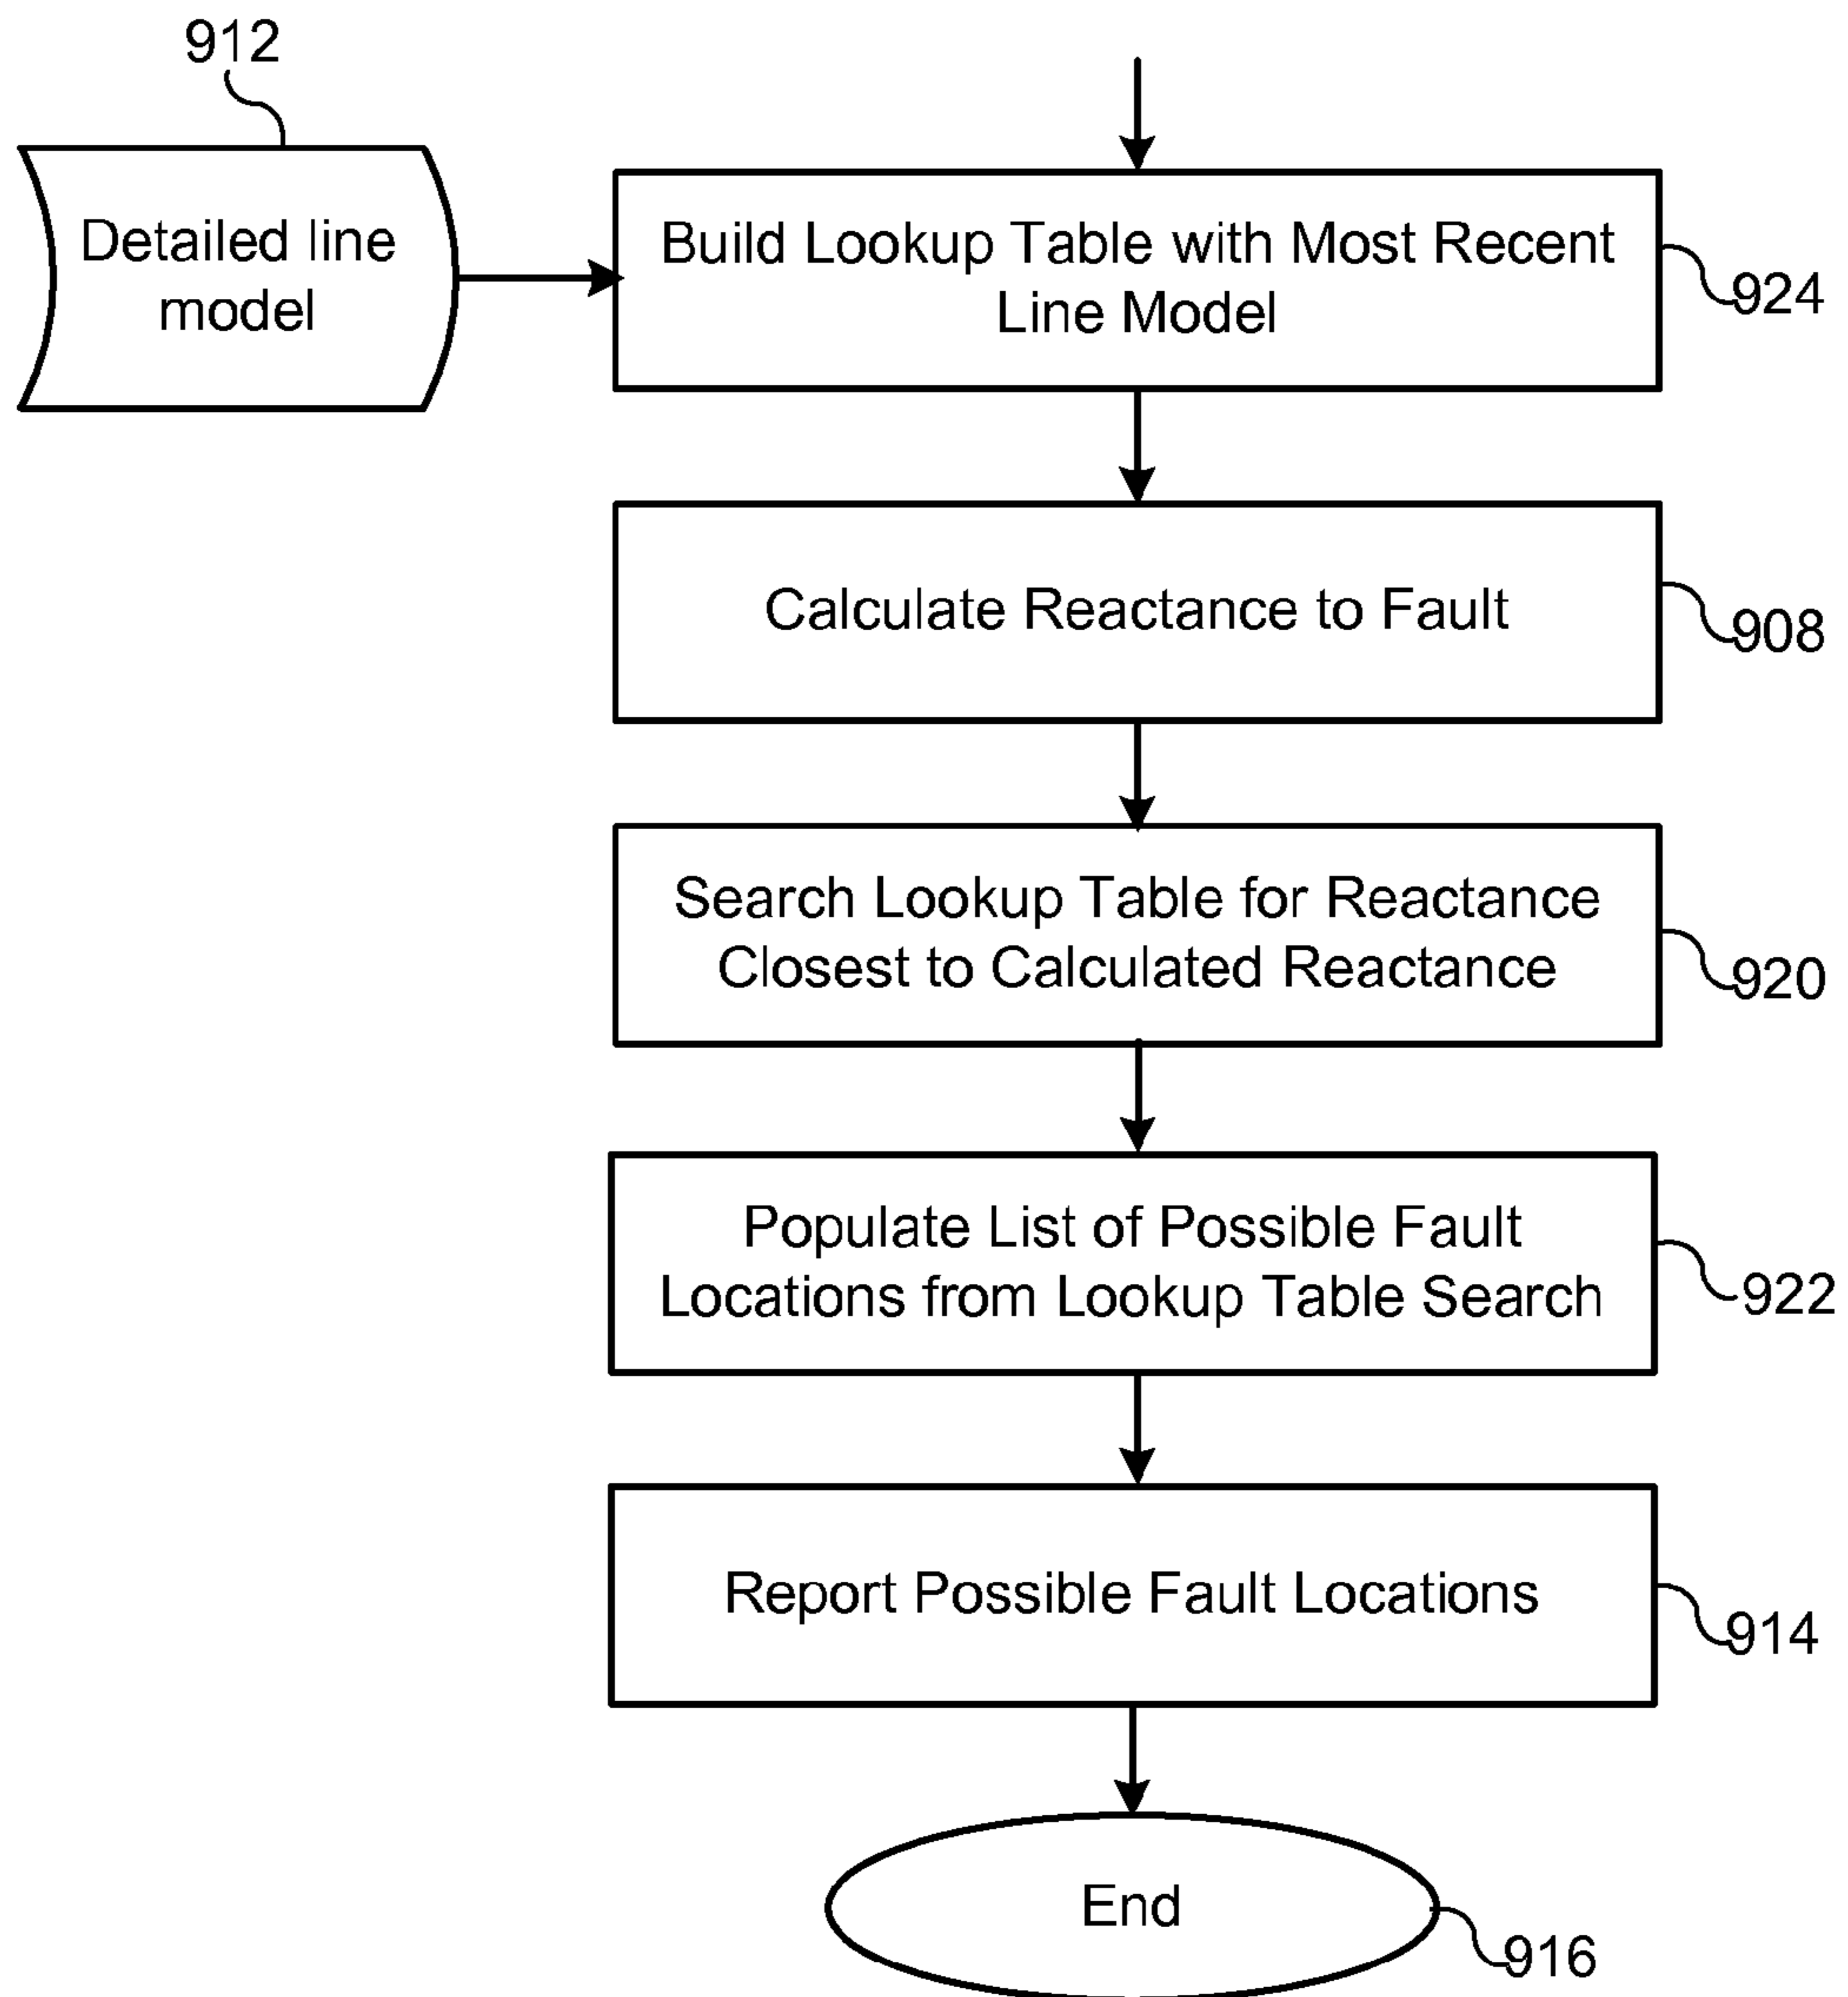 912
Detailed line
model
Build Lookup Table with Most Recent
Line Model
924
Calculate Reactance to Fault
908
Search Lookup Table for Reactance
Closest to Calculated Reactance
920
Populate List of Possible Fault
Locations from Lookup Table Search
922
Report Possible Fault Locations
914
End
916